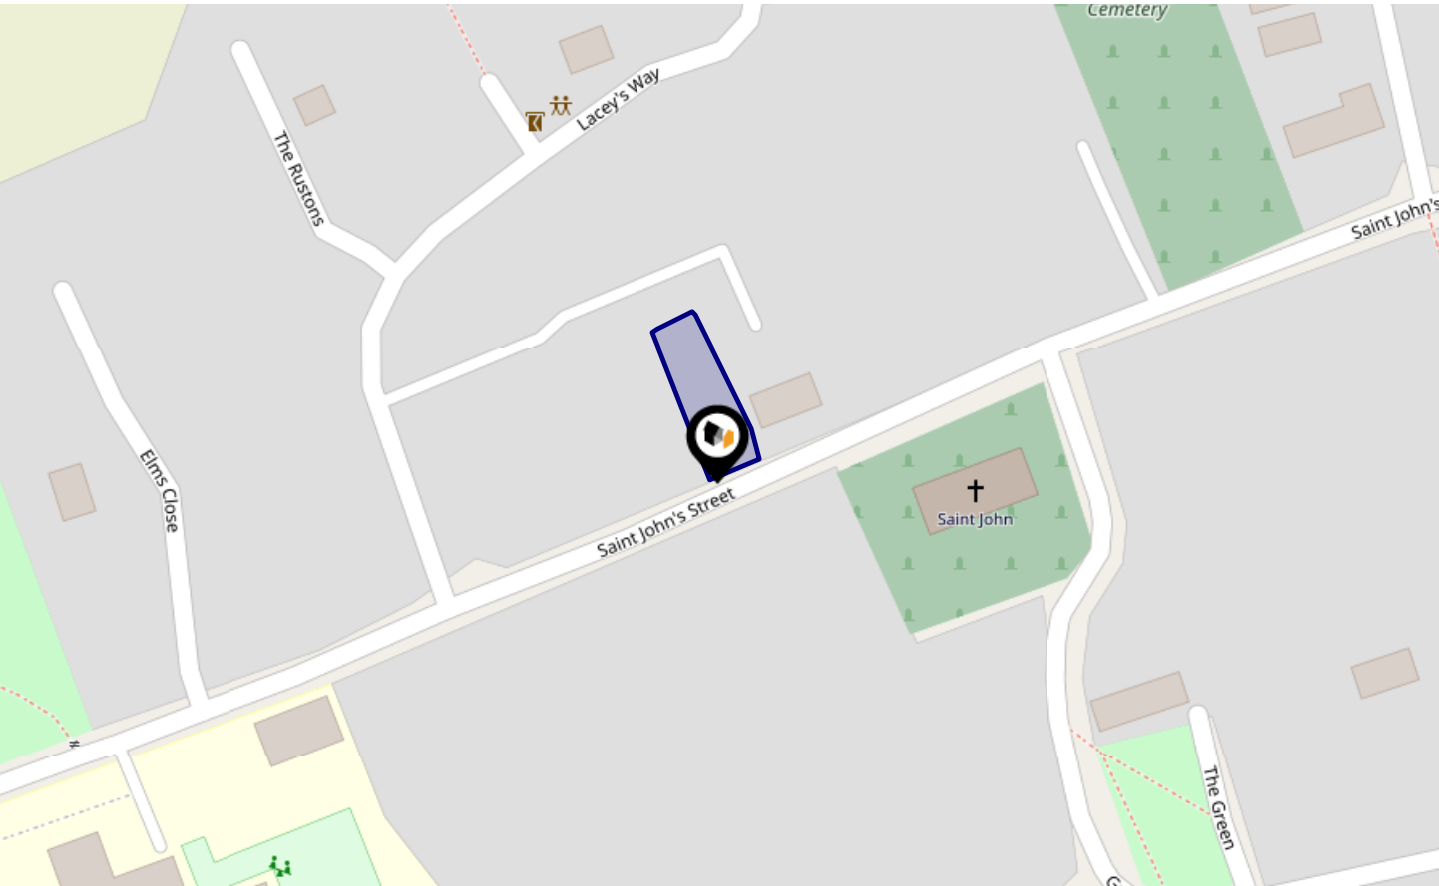 Cemetery
Lacey's Way
The Rustons
Saint John's
Elms Close
Saint John's Street
Saint John
The Green
G